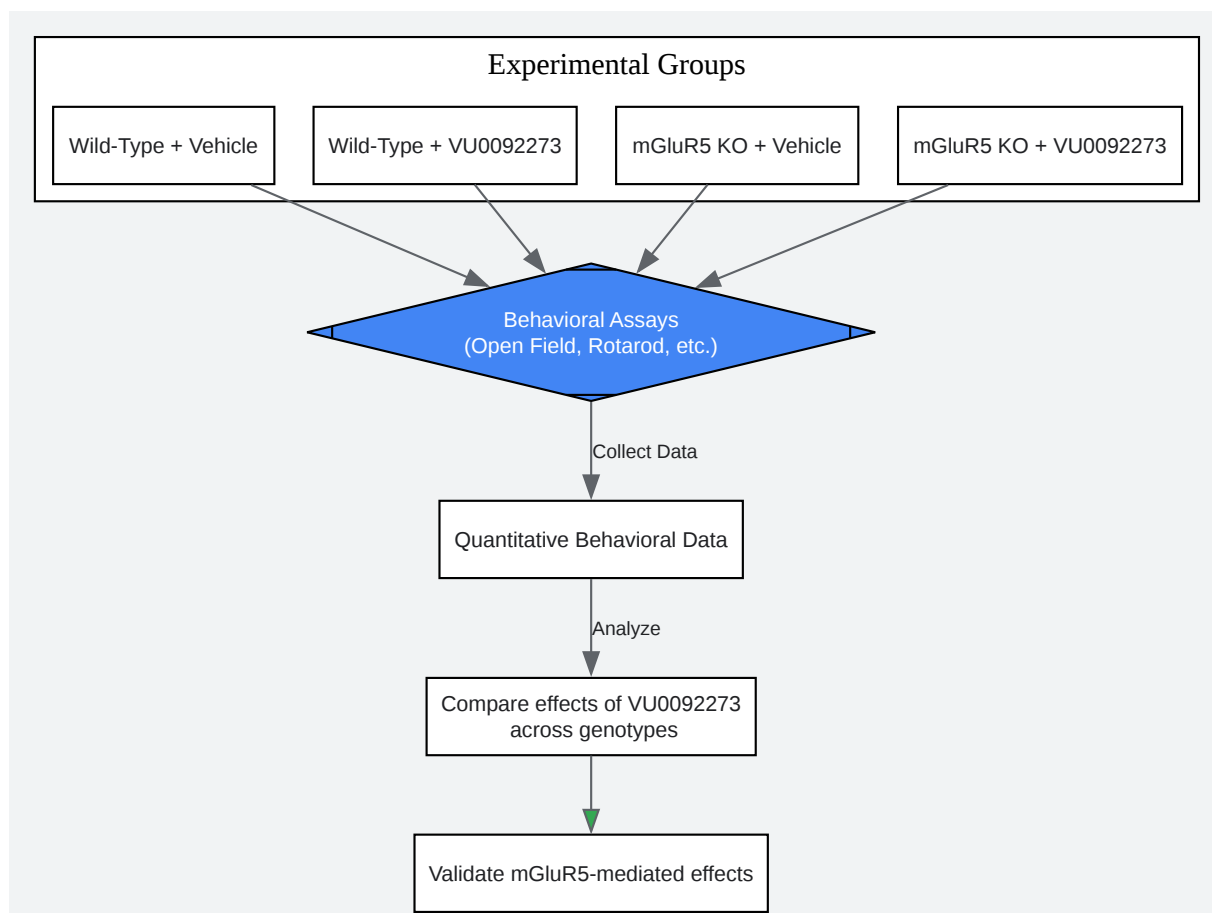 Experimental Groups
Wild-Type + Vehicle
Wild-Type + VU0092273
mGluR5 KO + Vehicle
mGluR5 KO + VU0092273
Behavioral Assays
(Open Field, Rotarod, etc.)
Collect Data
Quantitative Behavioral Data
Analyze
Compare effects of VU0092273
across genotypes
Validate mGluR5-mediated effects